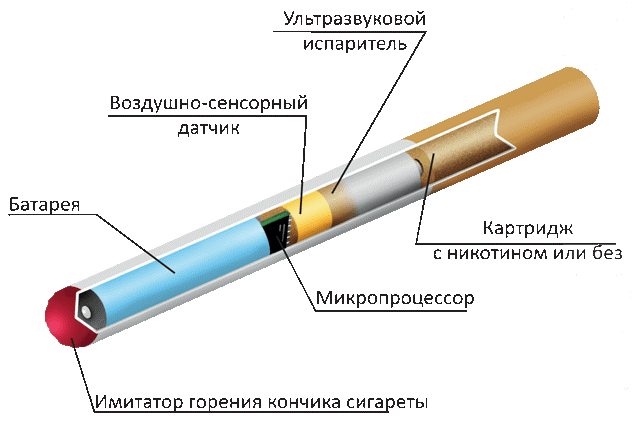 Ультразвуковой
испаритель
Воздушно-сенсорный
датчик
Батарея
Картридж
с никотином или без
Микропроцессор
Имитатор горения кончика сигареты